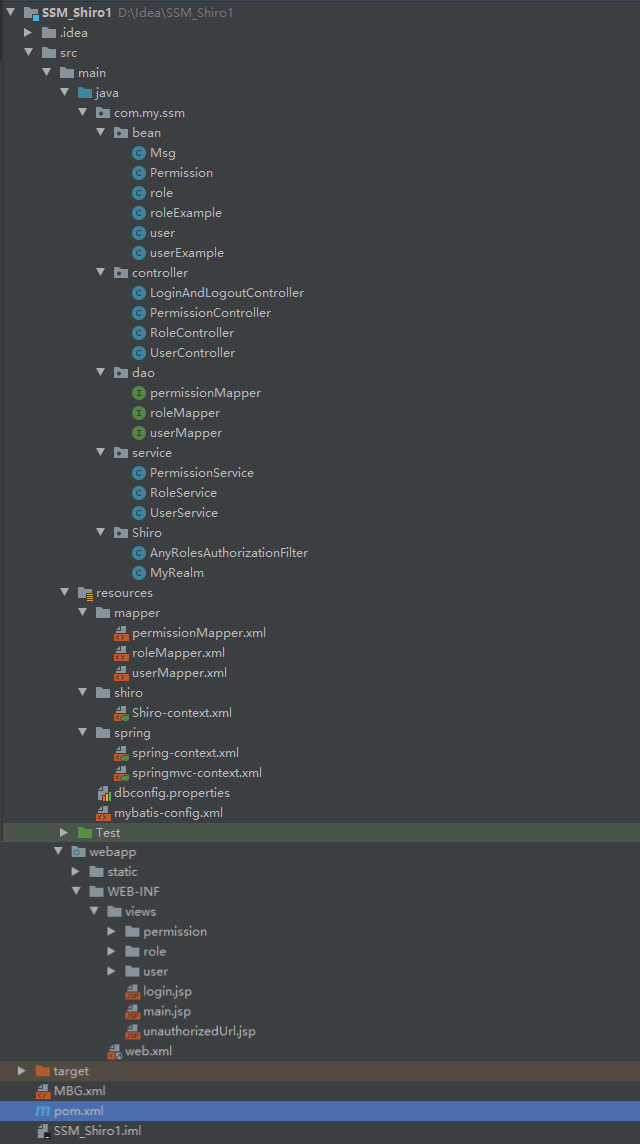 SSM_Shiro1 D:\Idea\SSM_Shiro1
.idea
src
main
java
com.my.ssm
bean
Msg
Permission
role
roleExample
user
userExample
controller
LoginAndLogoutController
PermissionController
RoleController
UserController
dao
permissionMapper
roleMapper
userMapper
service
PermissionService
RoleService
UserService
Shiro
AnyRolesAuthorizationFilter
MyRealm
resources
mapper
permissionMapper.xml
roleMapper.xml
userMapper.xml
shiro
Shiro-context.xml
spring
spring-context.xml
springmvc-context.xml
dbconfig.properties
mybatis-config.xml
Test
webapp
static
WEB-INF
views
permission
role
user
login.jsp
main.jsp
unauthorizedUrl.jsp
web.xml
target
MBG.xml
pom.xml
SSM_Shiro1.iml